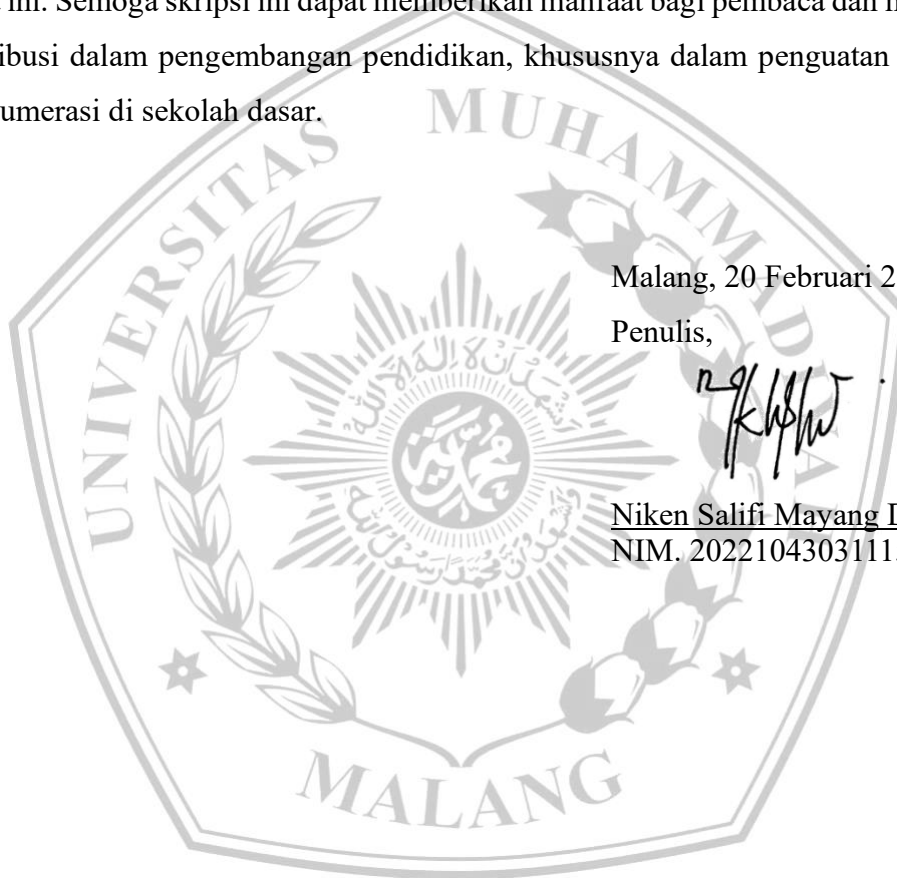 ini. Semoga skripsi ini dapat memberikan manfaat bagi pembaca dan
ibusi dalam pengembangan pendidikan, khususnya dalam penguatan
umerasi di sekolah dasar.
UNIVERSITAS MUHAMMADIYAH
Malang, 20 Februari 2
Penulis,
Niken Salifi Mayang D
NIM. 2022104303111
MALANG